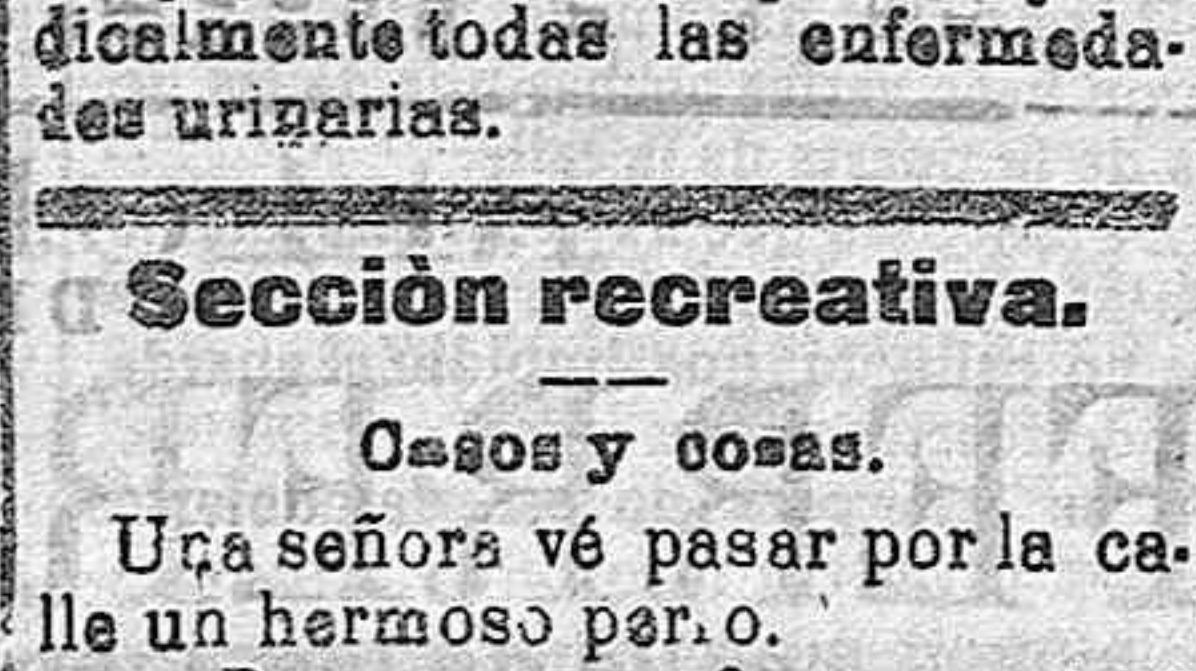 dicalmente todas las enfermeda-
des urinarias.
Secciòn recreativa.
Casos y cosas.
Una señora vé pasar por la ca-
lle un hermoso perro.